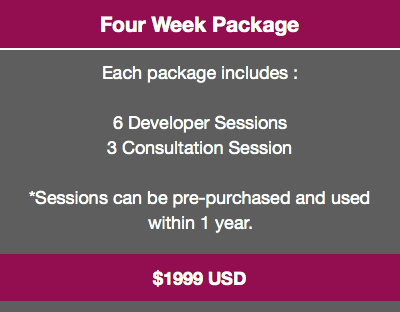 Four Week Package
Each package includes :
6 Developer Sessions
3 Consultation Session
*Sessions can be pre-purchased and used
within 1 year.
$1999 USD